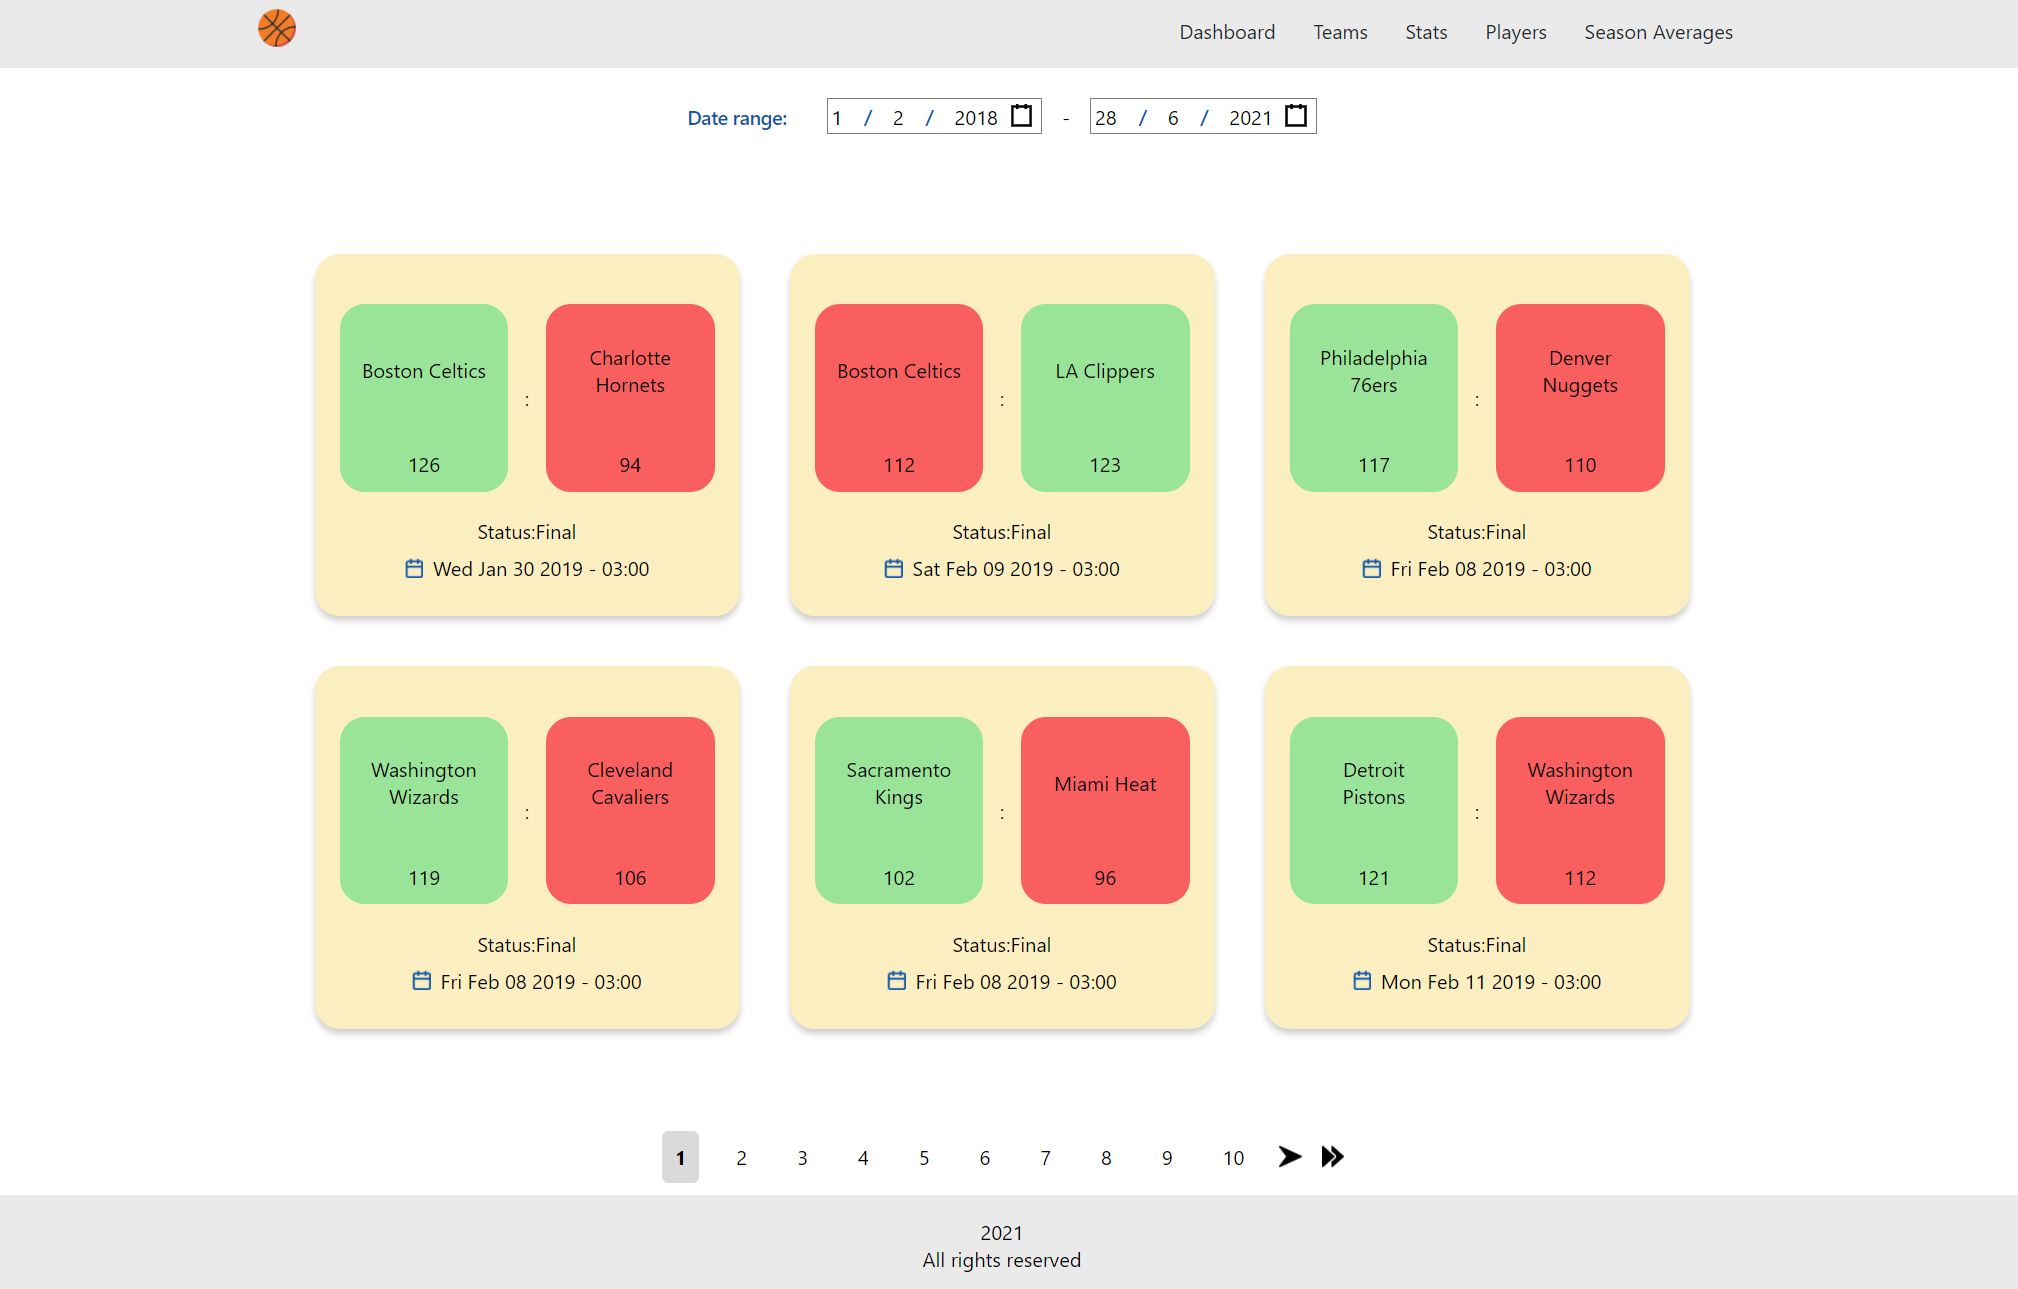 Dashboard Teams Stats Players Season Averages
Date range: 1 / 2 / 2018 - 28 / 6 / 2021
Boston Celtics
:
Charlotte
Hornets
126
94
Status:Final
Wed Jan 30 2019 - 03:00
Boston Celtics
:
LA Clippers
112
123
Status:Final
Sat Feb 09 2019 - 03:00
Philadelphia
76ers
:
Denver
Nuggets
117
110
Status:Final
Fri Feb 08 2019 - 03:00
Washington
Wizards
:
Cleveland
Cavaliers
119
106
Status:Final
Fri Feb 08 2019 - 03:00
Sacramento
Kings
:
Miami Heat
102
96
Status:Final
Fri Feb 08 2019 - 03:00
Detroit
Pistons
:
Washington
Wizards
121
112
Status:Final
Mon Feb 11 2019 - 03:00
1 2 3 4 5 6 7 8 9 10
2021
All rights reserved